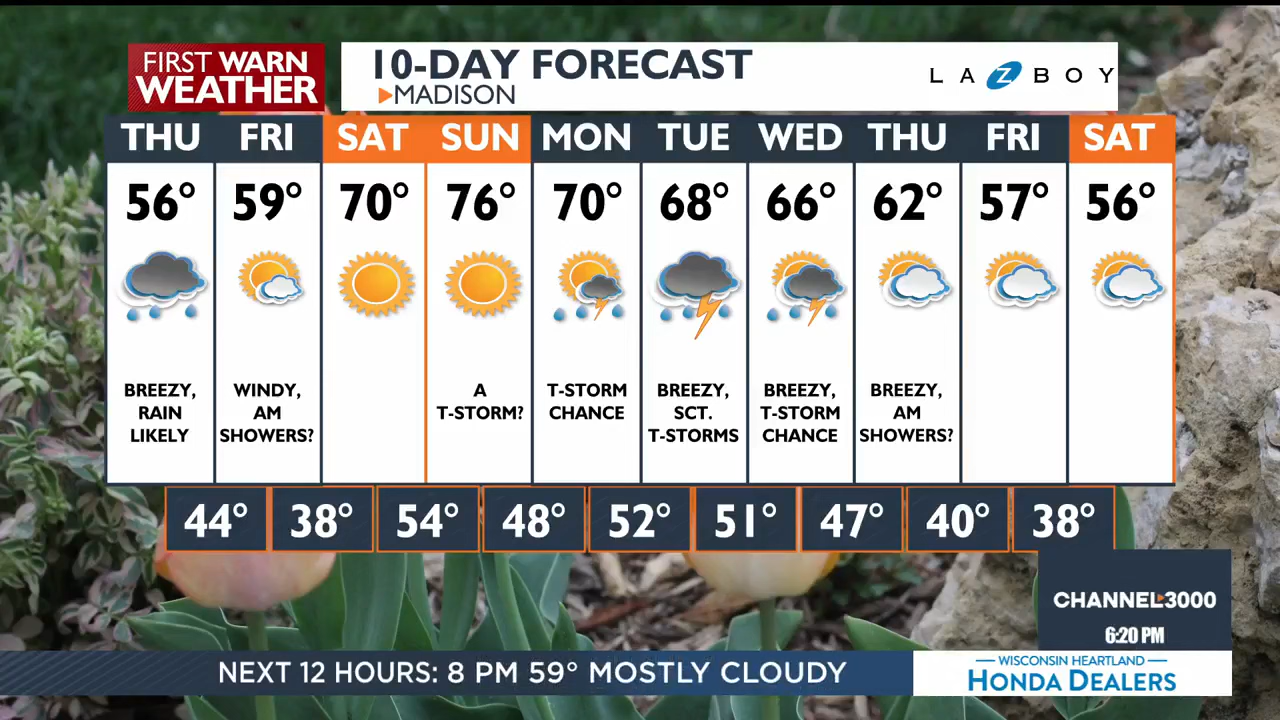 FIRST WARN
WEATHER
10-DAY FORECAST
MADISON
LA Z BOY
THU FRI SAT SUN MON TUE WED THU FRI SAT
56° 59° 70° 76° 70° 68° 66° 62° 57° 56°
BREEZY,
RAIN
LIKELY
WINDY,
AM
SHOWERS?
A
T-STORM?
T-STORM
CHANCE
BREEZY,
SCT.
T-STORMS
BREEZY,
T-STORM
CHANCE
BREEZY,
AM
SHOWERS?
44° 38° 54° 48° 52° 51° 47° 40° 38°
CHANNEL3000
6:20 PM
NEXT 12 HOURS: 8 PM 59° MOSTLY CLOUDY
WISCONSIN HEARTLAND
HONDA DEALERS